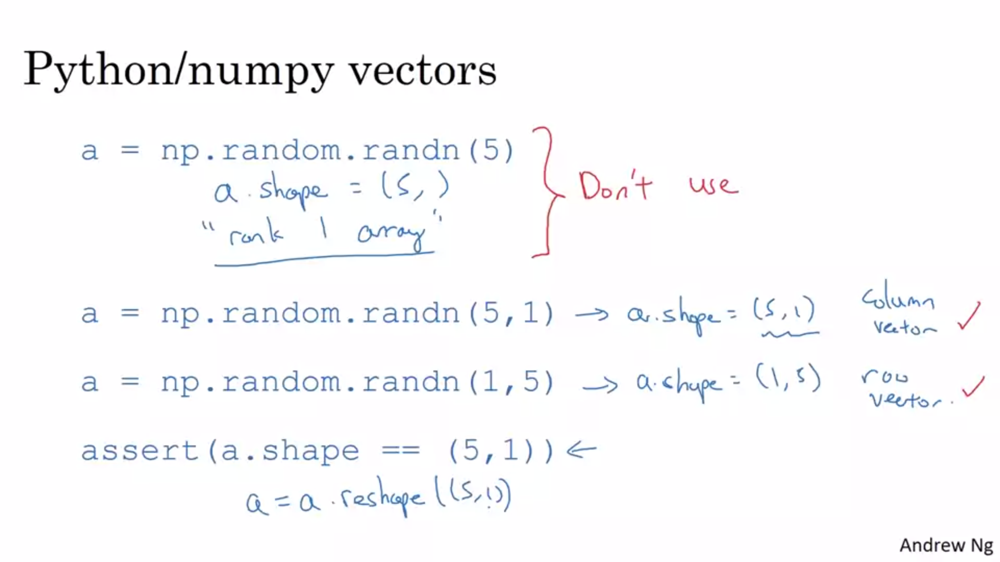 Python/numpy vectors
a = np.random.randn(5)
a.shape = (5, )
"rank 1 array"
Don't use
a = np.random.randn(5,1) → a.shape = (5,1) column vector ✓
a = np.random.randn(1,5) → a.shape = (1,5) row vector. ✓
assert(a.shape == (5,1)) ←
a = a.reshape((5,1))
Andrew Ng